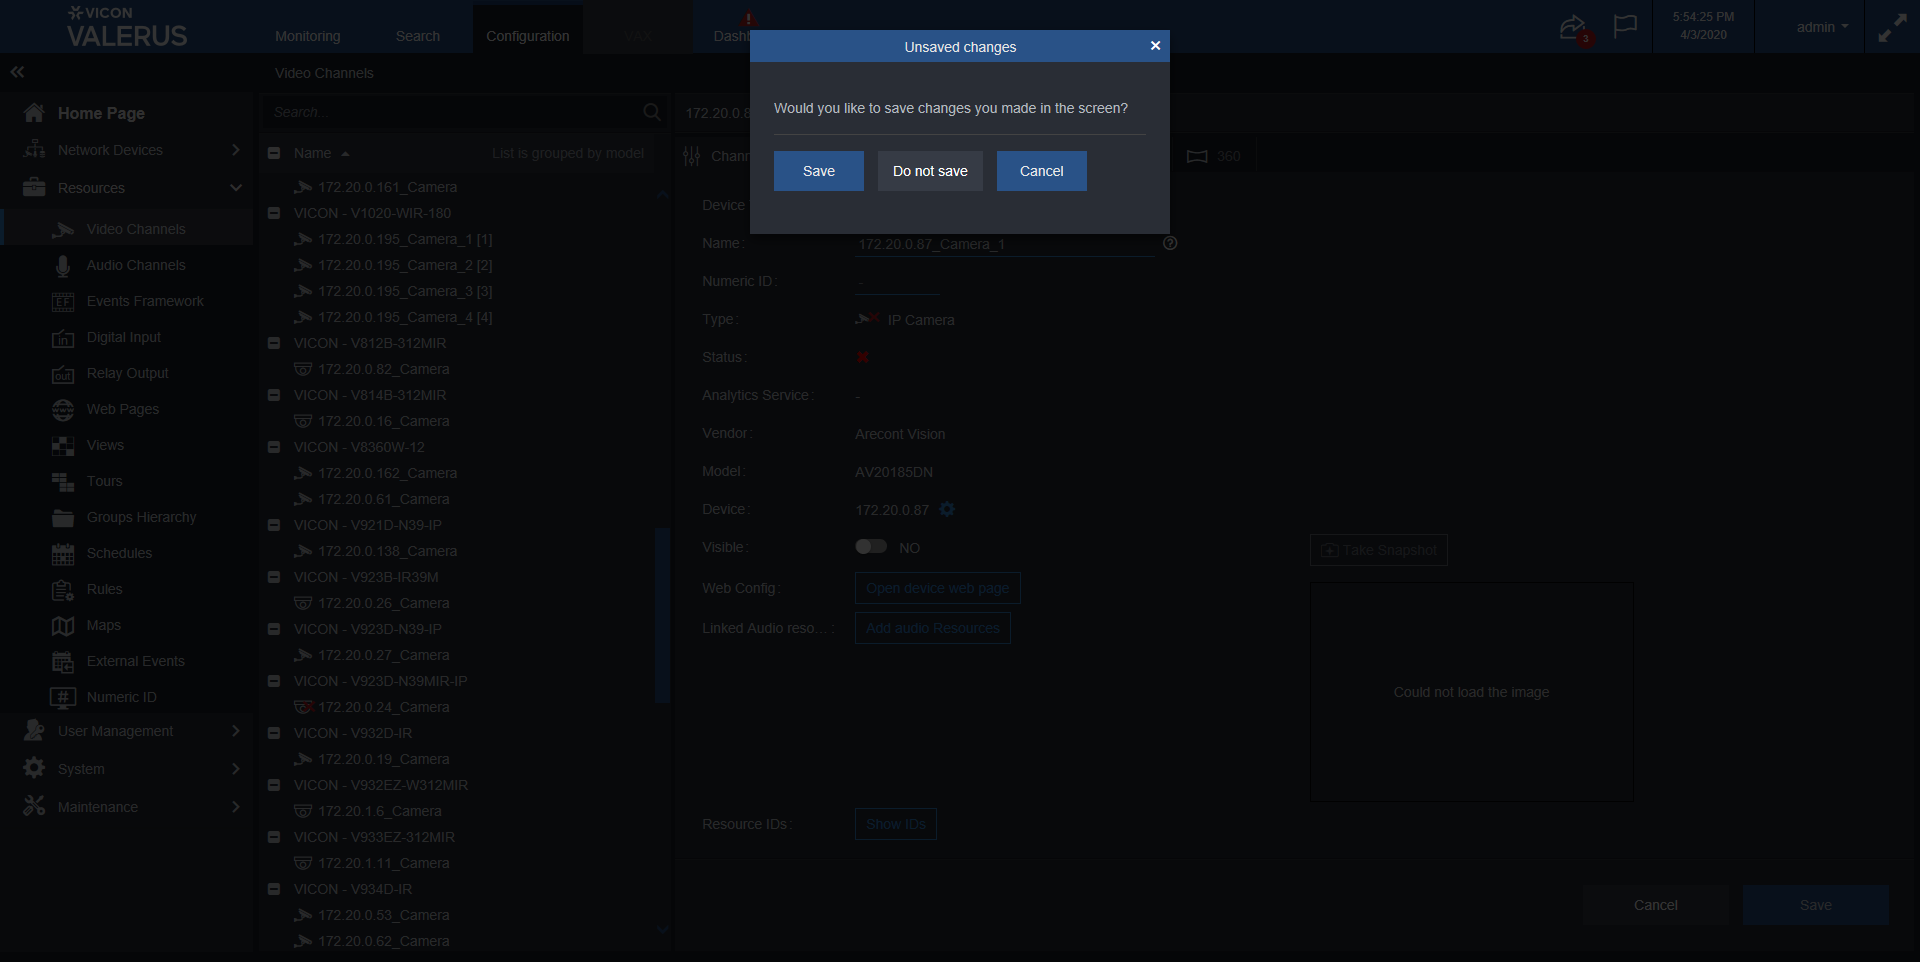 VICON
VALERUS
Monitoring
Search
Configuration
VAX
Dashb
!
3
5:54:25 PM
4/3/2020
admin
Unsaved changes
Would you like to save changes you made in the screen?
Save
Do not save
Cancel
Video Channels
Home Page
Network Devices
Resources
Video Channels
Audio Channels
EF
Events Framework
in
Digital Input
out
Relay Output
www
Web Pages
Views
Tours
Groups Hierarchy
Schedules
Rules
Maps
External Events
#
Numeric ID
User Management
System
Maintenance
Search...
Name
List is grouped by model
172.20.0.161_Camera
VICON - V1020-WIR-180
172.20.0.195_Camera_1 [1]
172.20.0.195_Camera_2 [2]
172.20.0.195_Camera_3 [3]
172.20.0.195_Camera_4 [4]
VICON - V812B-312MIR
172.20.0.82_Camera
VICON - V814B-312MIR
172.20.0.16_Camera
VICON - V8360W-12
172.20.0.162_Camera
172.20.0.61_Camera
VICON - V921D-N39-IP
172.20.0.138_Camera
VICON - V923B-IR39M
172.20.0.26_Camera
VICON - V923D-N39-IP
172.20.0.27_Camera
VICON - V923D-N39MIR-IP
172.20.0.24_Camera
VICON - V932D-IR
172.20.0.19_Camera
VICON - V932EZ-W312MIR
172.20.1.6_Camera
VICON - V933EZ-312MIR
172.20.1.11_Camera
VICON - V934D-IR
172.20.0.53_Camera
172.20.0.62_Camera
172.20.0.8
Chann
360
Device
Name:
172.20.0.87_Camera_1
?
Numeric ID:
-
Type:
IP Camera
Status:
Analytics Service:
-
Vendor:
Arecont Vision
Model:
AV20185DN
Device:
172.20.0.87
Visible:
NO
Web Config:
Open device web page
Linked Audio reso... :
Add audio Resources
Take Snapshot
Could not load the image
Resource IDs:
Show IDs
Cancel
Save